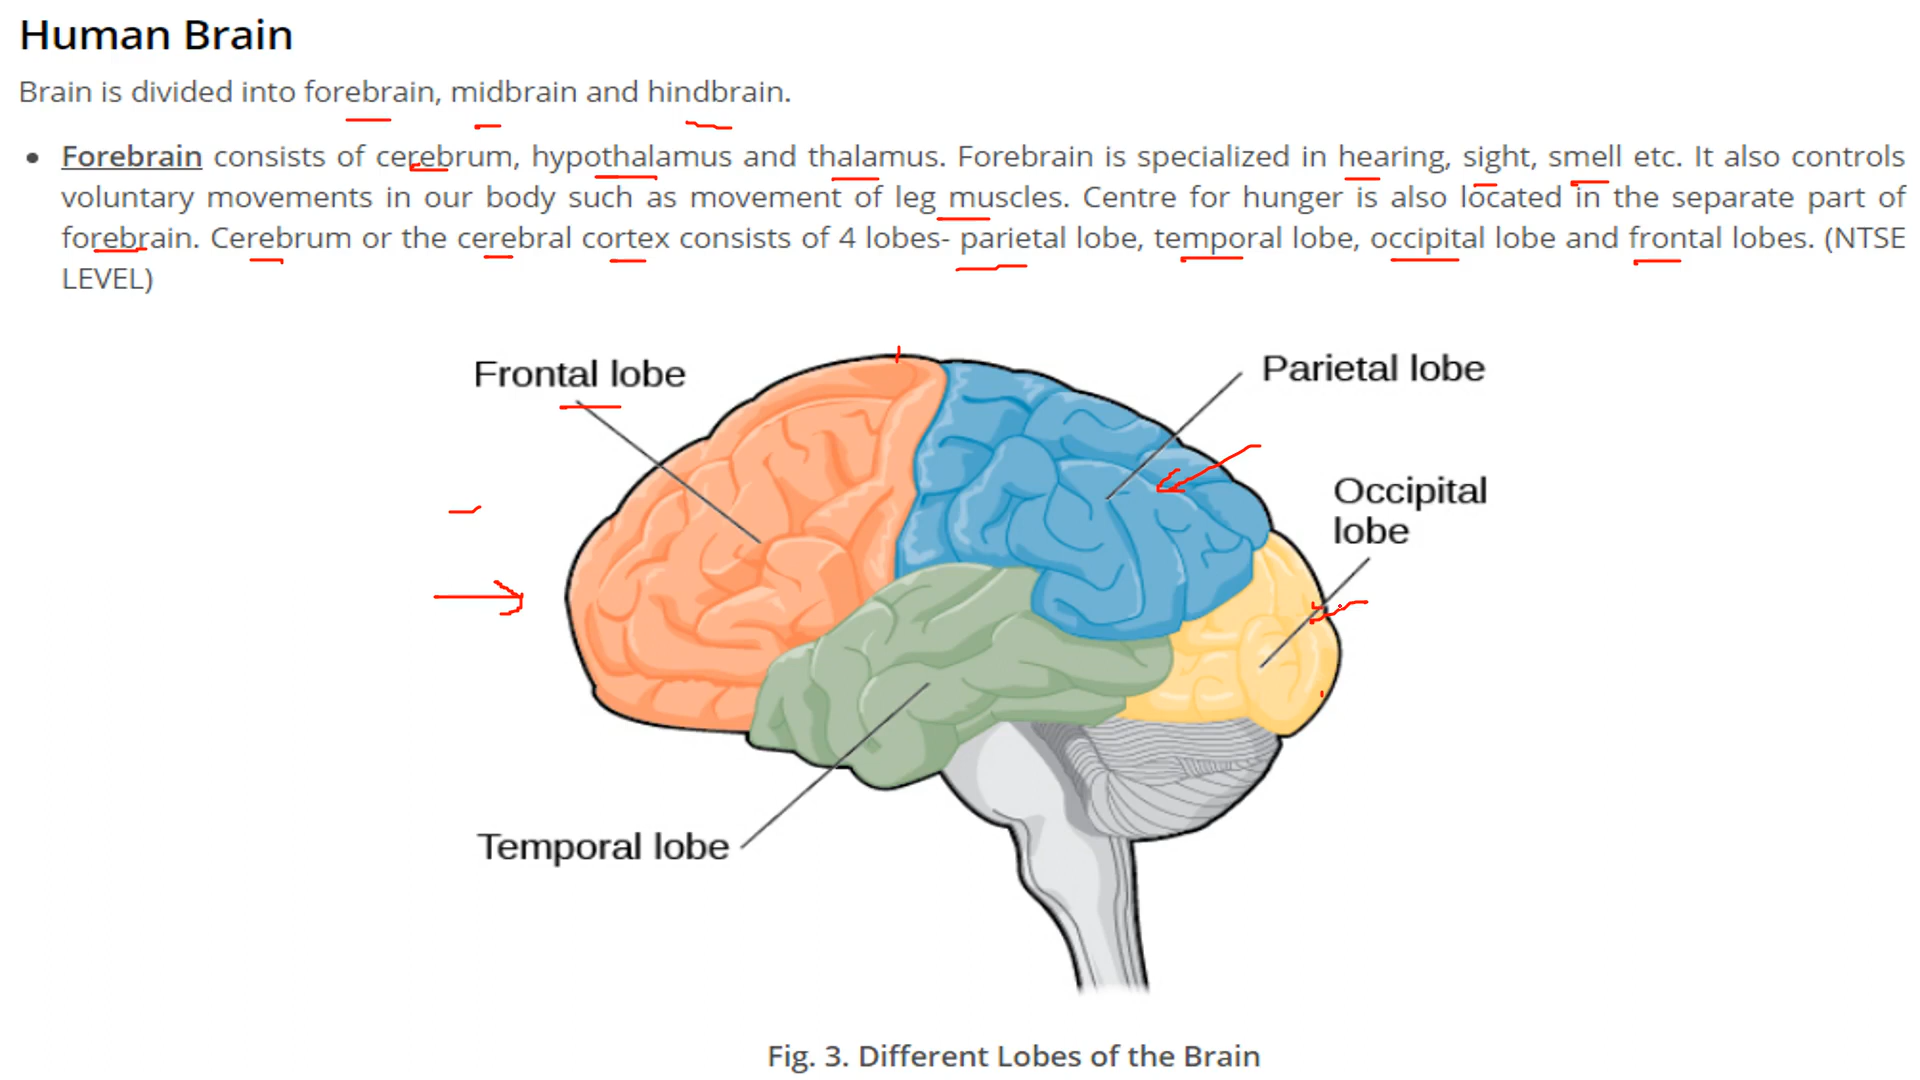 Human Brain
Brain is divided into forebrain, midbrain and hindbrain.
• Forebrain consists of cerebrum, hypothalamus and thalamus. Forebrain is specialized in hearing, sight, smell etc. It also controls
voluntary movements in our body such as movement of leg muscles. Centre for hunger is also located in the separate part of
forebrain. Cerebrum or the cerebral cortex consists of 4 lobes- parietal lobe, temporal lobe, occipital lobe and frontal lobes. (NTSE
LEVEL)
Frontal lobe
Parietal lobe
Occipital
lobe
Temporal lobe
Fig. 3. Different Lobes of the Brain